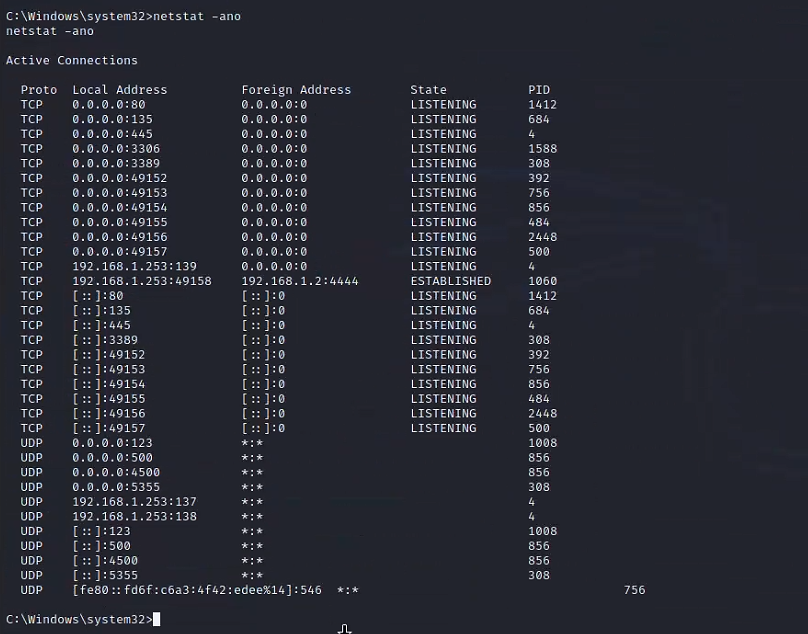 C:\Windows\system32>netstat -ano
netstat -ano
Active Connections
Proto  Local Address          Foreign Address        State           PID
TCP    0.0.0.0:80             0.0.0.0:0              LISTENING       1412
TCP    0.0.0.0:135            0.0.0.0:0              LISTENING       684
TCP    0.0.0.0:445            0.0.0.0:0              LISTENING       4
TCP    0.0.0.0:3306           0.0.0.0:0              LISTENING       1588
TCP    0.0.0.0:3389           0.0.0.0:0              LISTENING       308
TCP    0.0.0.0:49152          0.0.0.0:0              LISTENING       392
TCP    0.0.0.0:49153          0.0.0.0:0              LISTENING       756
TCP    0.0.0.0:49154          0.0.0.0:0              LISTENING       856
TCP    0.0.0.0:49155          0.0.0.0:0              LISTENING       484
TCP    0.0.0.0:49156          0.0.0.0:0              LISTENING       2448
TCP    0.0.0.0:49157          0.0.0.0:0              LISTENING       500
TCP    192.168.1.253:139      0.0.0.0:0              LISTENING       4
TCP    192.168.1.253:49158    192.168.1.2:4444       ESTABLISHED     1060
TCP    [::]:80                [::]:0                 LISTENING       1412
TCP    [::]:135               [::]:0                 LISTENING       684
TCP    [::]:445               [::]:0                 LISTENING       4
TCP    [::]:3389              [::]:0                 LISTENING       308
TCP    [::]:49152             [::]:0                 LISTENING       392
TCP    [::]:49153             [::]:0                 LISTENING       756
TCP    [::]:49154             [::]:0                 LISTENING       856
TCP    [::]:49155             [::]:0                 LISTENING       484
TCP    [::]:49156             [::]:0                 LISTENING       2448
TCP    [::]:49157             [::]:0                 LISTENING       500
UDP    0.0.0.0:123            *:*                                    1008
UDP    0.0.0.0:500            *:*                                    856
UDP    0.0.0.0:4500           *:*                                    856
UDP    0.0.0.0:5355           *:*                                    308
UDP    192.168.1.253:137      *:*                                    4
UDP    192.168.1.253:138      *:*                                    4
UDP    [::]:123               *:*                                    1008
UDP    [::]:500               *:*                                    856
UDP    [::]:4500              *:*                                    856
UDP    [::]:5355              *:*                                    308
UDP    [fe80::fd6f:c6a3:4f42:edee%14]:546  *:*                                    756
C:\Windows\system32>